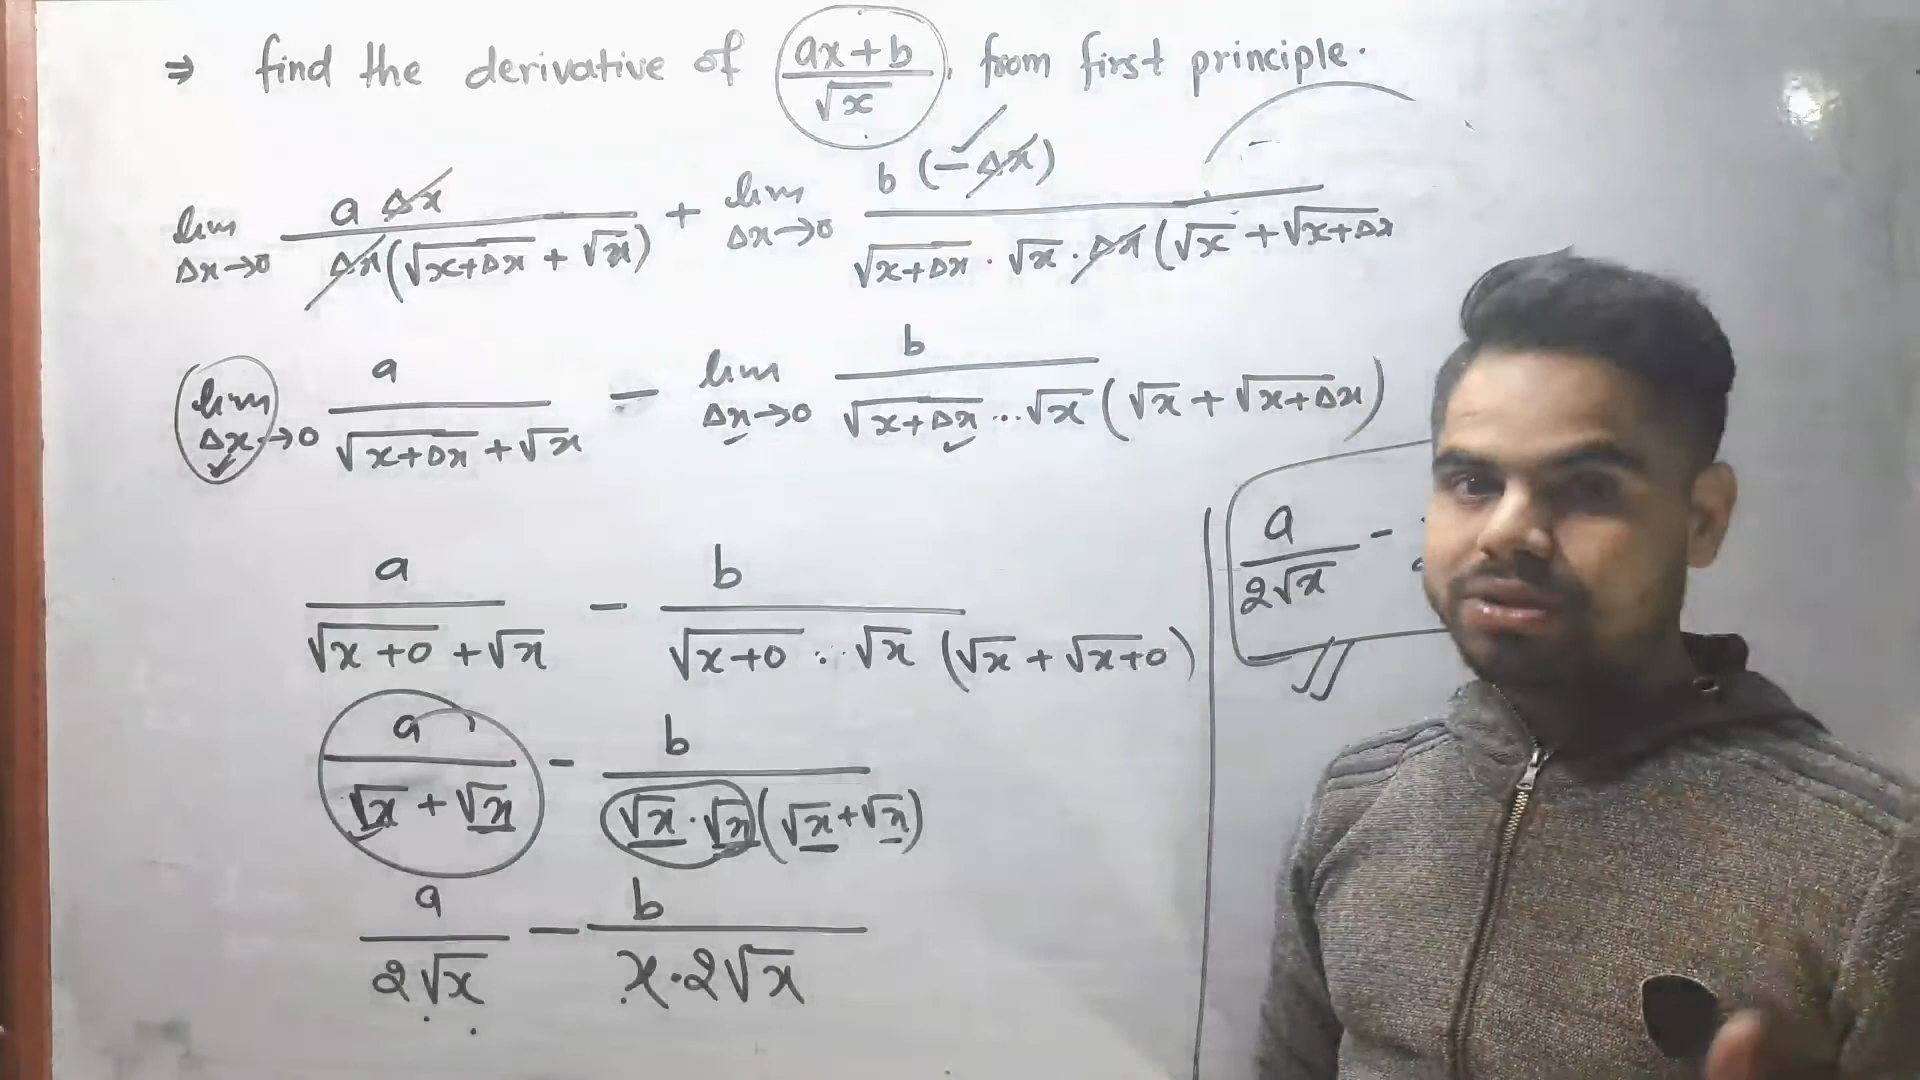 ⇒ find the derivative of (ax+b)/√x, from first principle.
lim Δx→0 aΔx/(Δx(√(x+Δx) + √x)) + lim Δx→0 b(-Δx)/(√(x+Δx) · √x · Δx(√x + √(x+Δx)
lim Δx→0 a/(√(x+Δx) + √x) - lim Δx→0 b/(√(x+Δx) ·.. √x (√x + √(x+Δx)))
a/(√(x+0) + √x) - b/(√(x+0) ·.. √x (√x + √(x+0)))
a/(√x + √x) - b/(√x · √x (√x + √x))
a/(2√x) - b/(x · 2√x)
a/(2√x) -